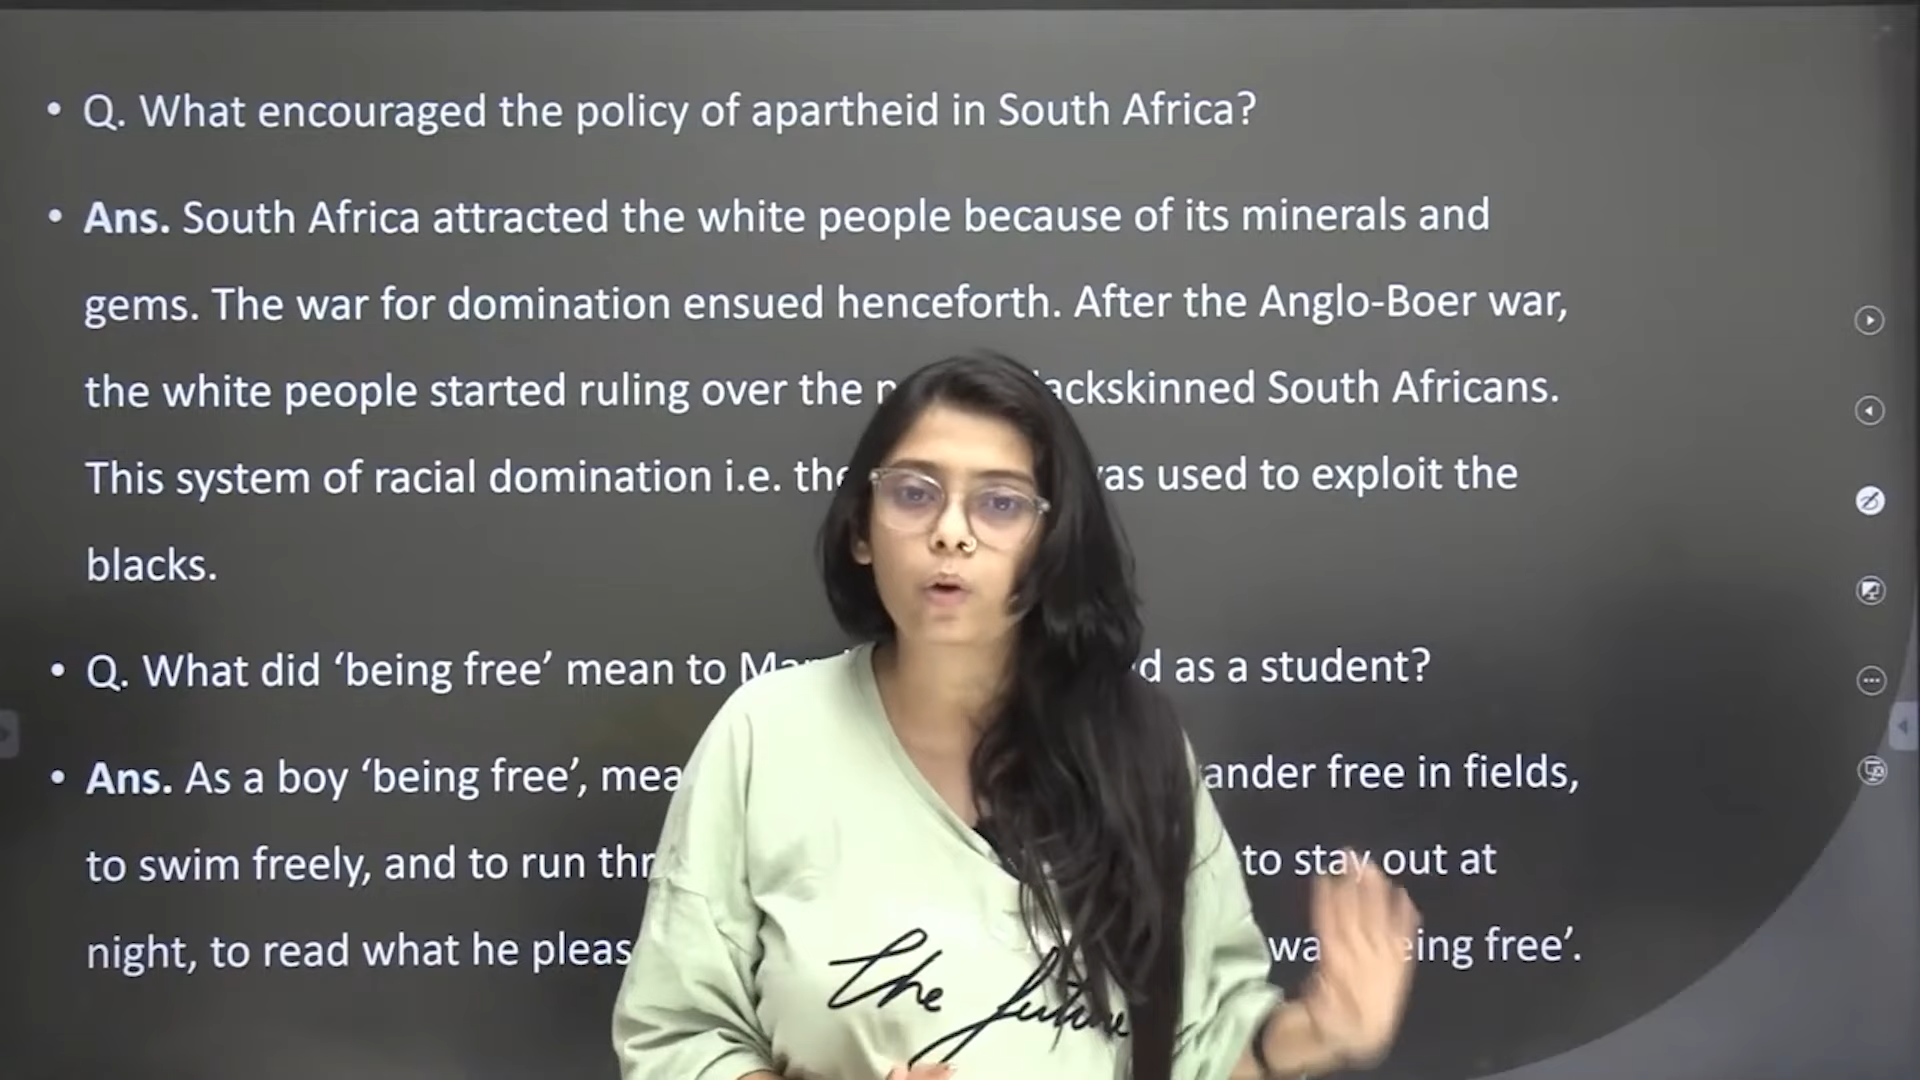 • Q. What encouraged the policy of apartheid in South Africa?
• Ans. South Africa attracted the white people because of its minerals and
gems. The war for domination ensued henceforth. After the Anglo-Boer war,
the white people started ruling over the South Africans.
This system of racial domination i.e. used to exploit the
blacks.
• Q. What did ‘being free’ mean to as a student?
• Ans. As a boy ‘being free’, free in fields,
to swim freely, and to run to stay out at
night, to read what he free’.
the future